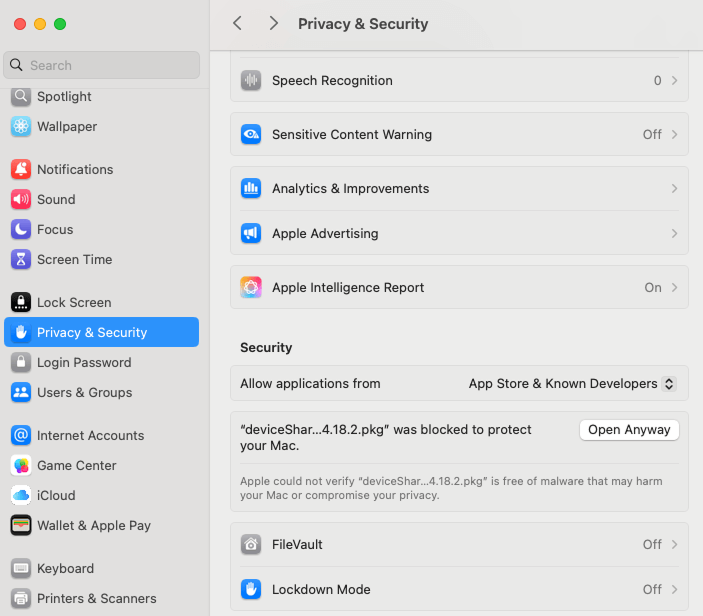 Privacy & Security
Search
Spotlight
Wallpaper
Notifications
Sound
Focus
Screen Time
Lock Screen
Privacy & Security
Login Password
Users & Groups
Internet Accounts
Game Center
iCloud
Wallet & Apple Pay
Keyboard
Printers & Scanners
Speech Recognition 0
Sensitive Content Warning Off
Analytics & Improvements
Apple Advertising
Apple Intelligence Report On
Security
Allow applications from App Store & Known Developers
“deviceShar...4.18.2.pkg” was blocked to protect
your Mac.
Open Anyway
Apple could not verify “deviceShar...4.18.2.pkg” is free of malware that may harm
your Mac or compromise your privacy.
FileVault Off
Lockdown Mode Off